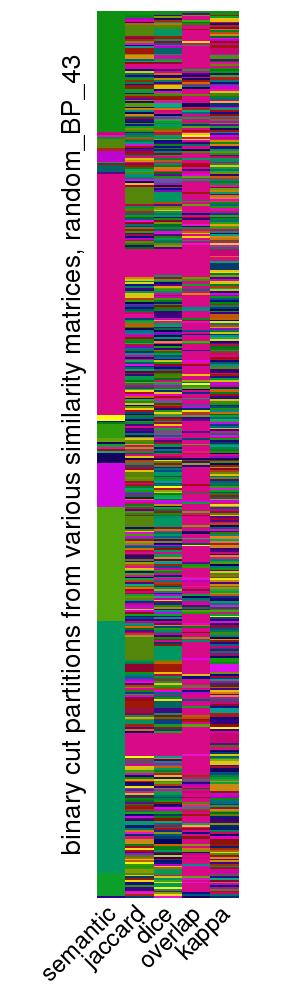 binary cut partitions from various similarity matrices, random_BP_43
semantic
jaccard
dice
overlap
kappa